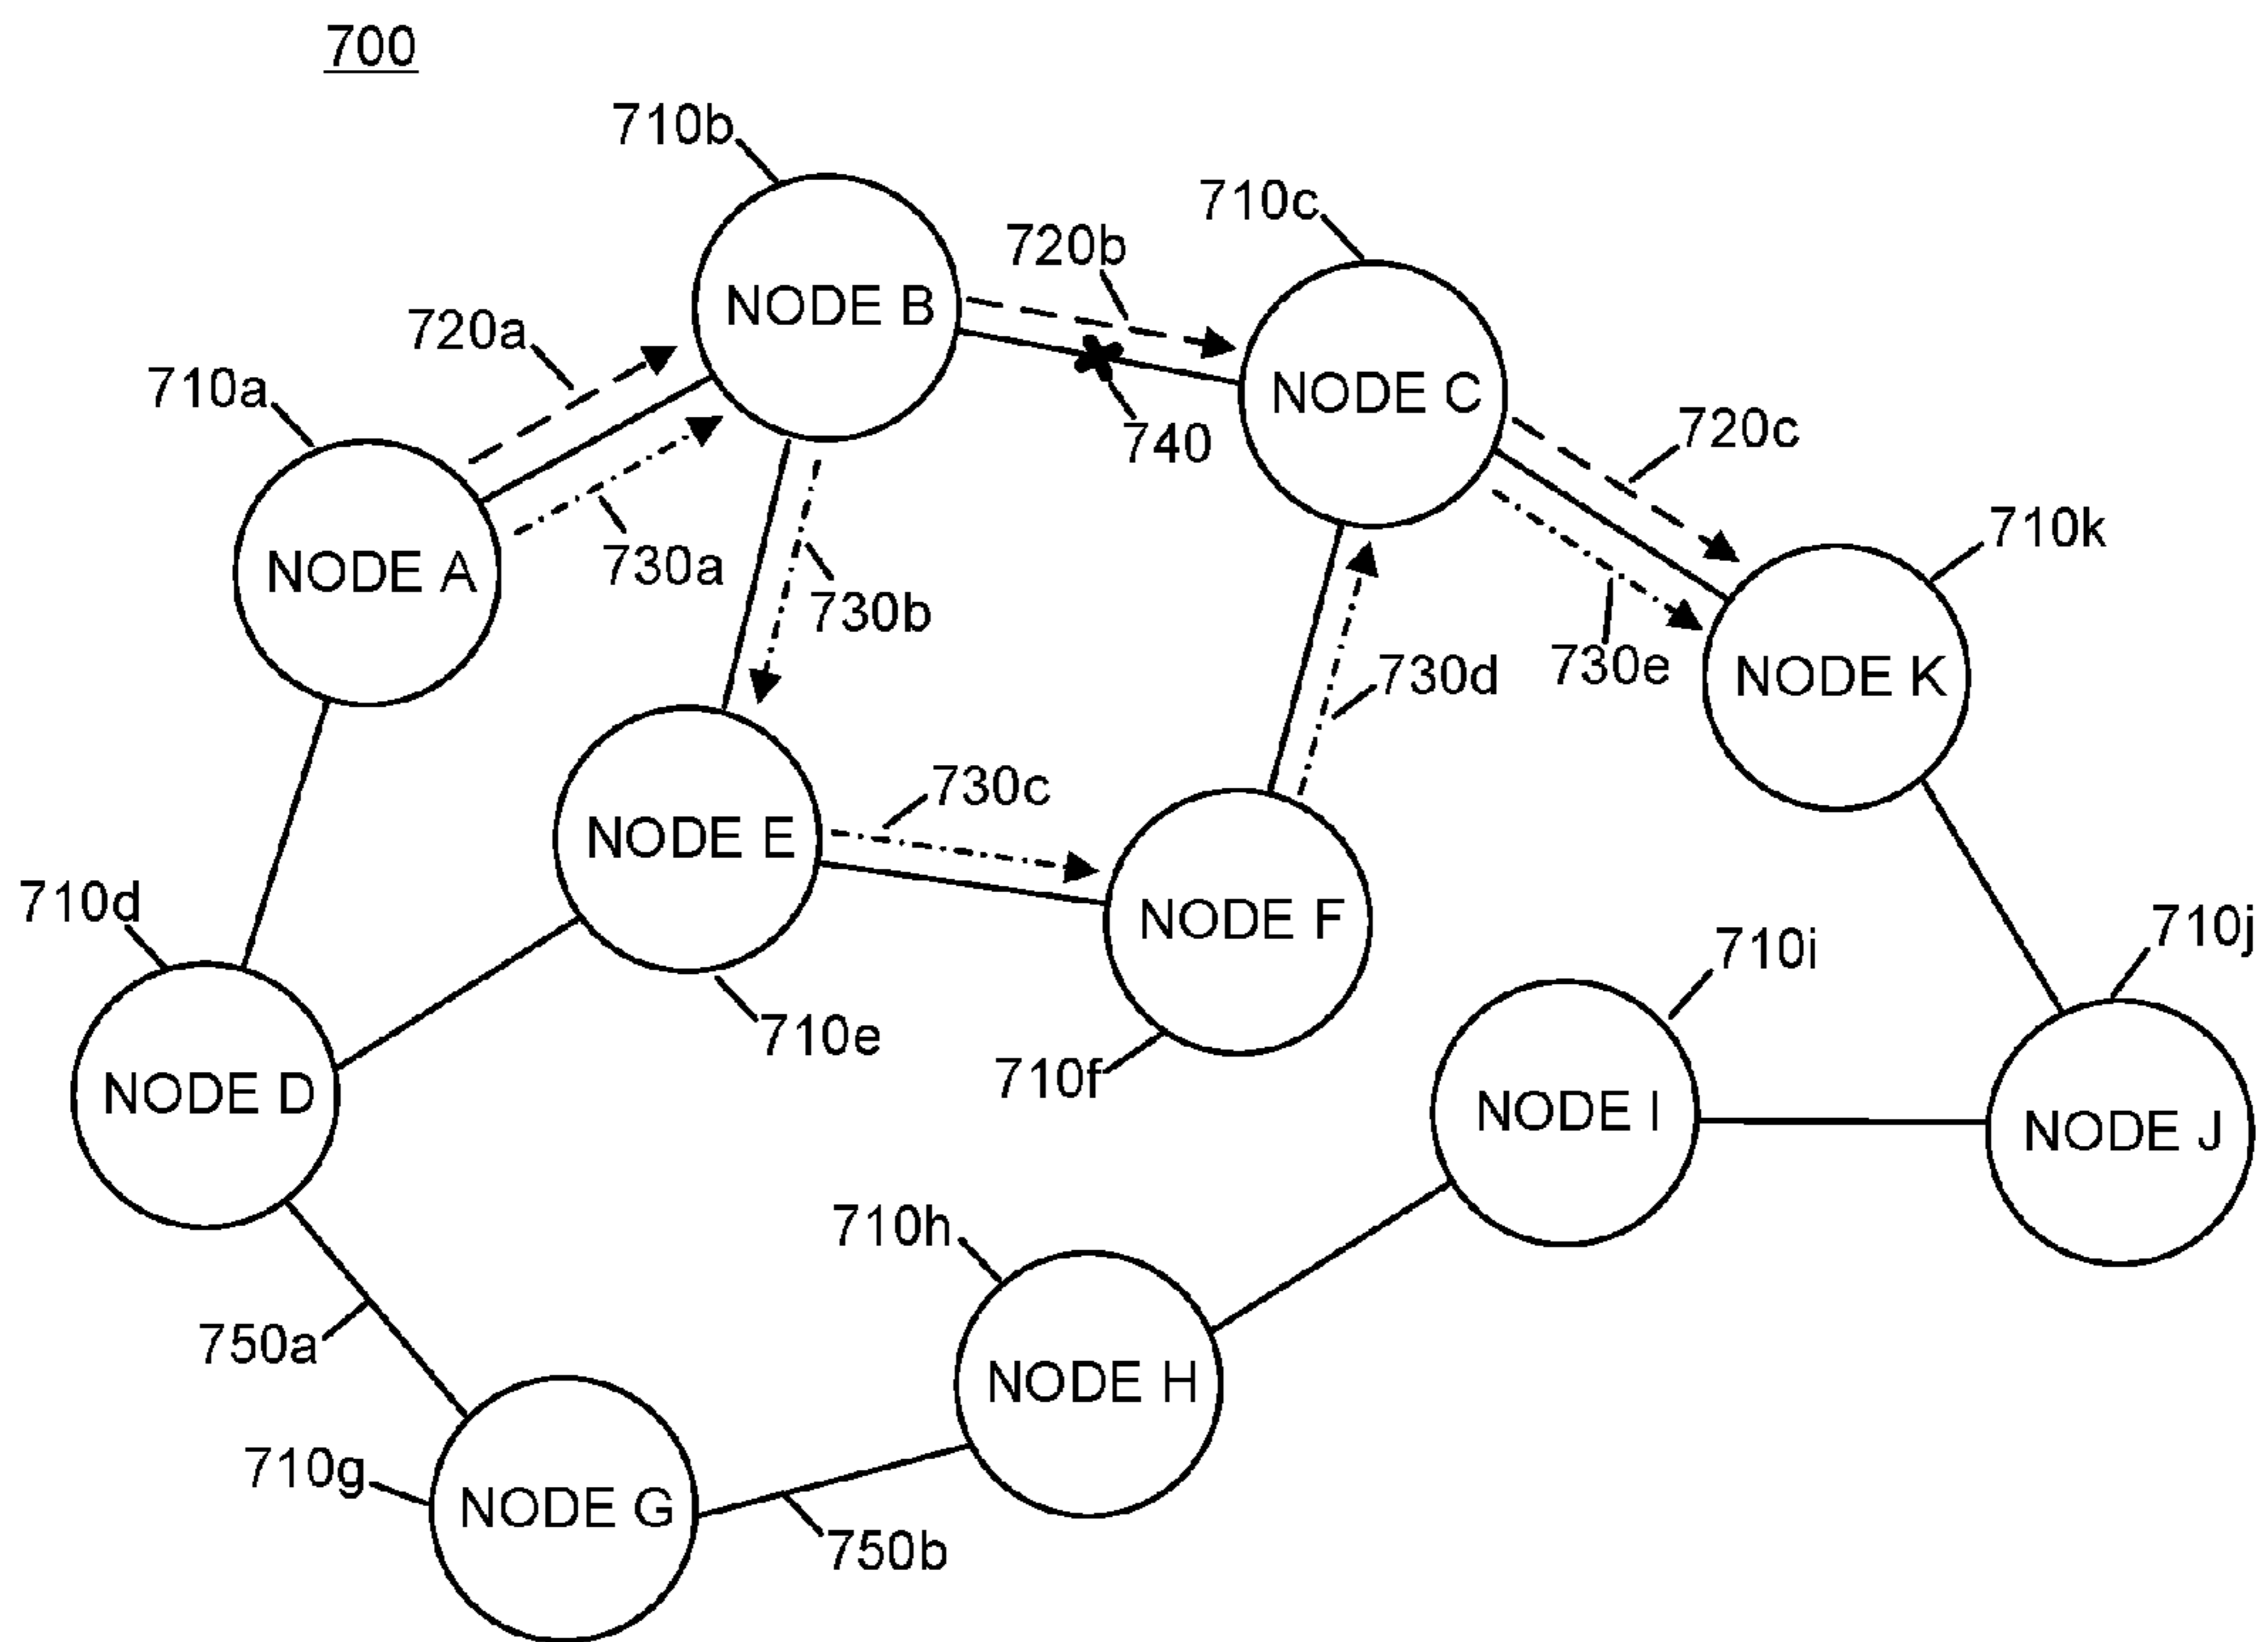 700
710b
710c
720b
NODE B
720a
710a
NODE C
740
720c
710k
NODE A
730a
730b
730d
730e
NODE K
730c
NODE E
710d
NODE F
710i
710j
710e
710f
NODE D
NODE I
NODE J
710h
750a
NODE H
710g
NODE G
750b